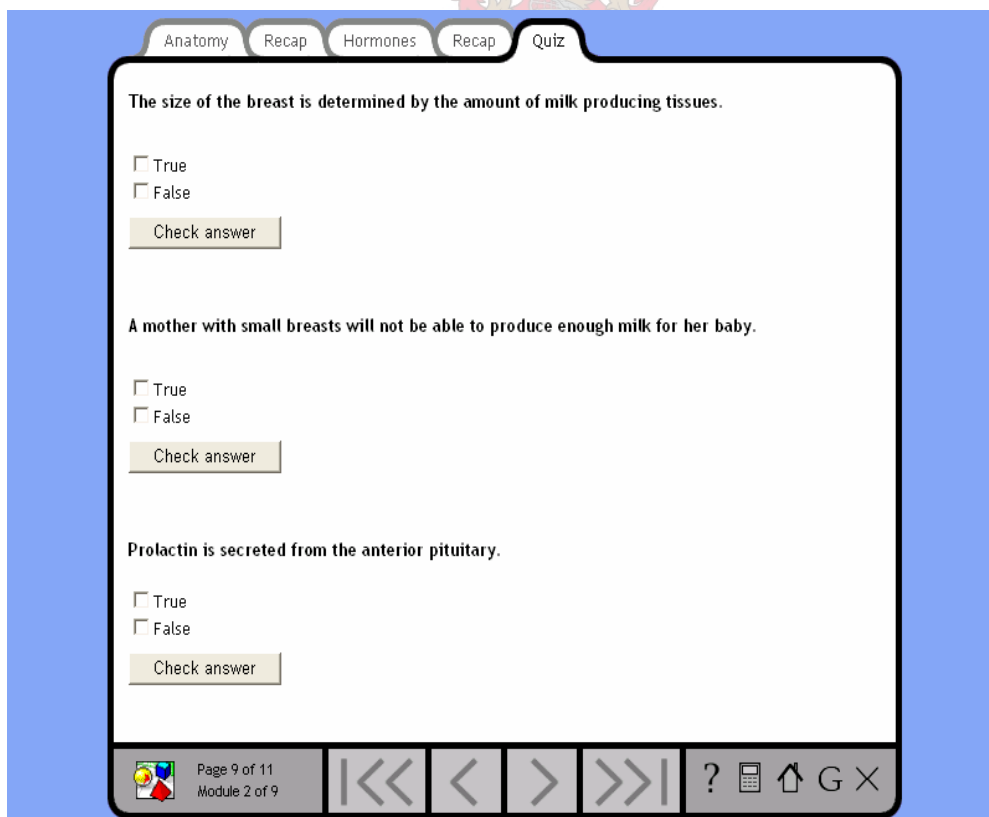 Anatomy Recap Hormones Recap Quiz
The size of the breast is determined by the amount of milk producing tissues.
True
False
Check answer
A mother with small breasts will not be able to produce enough milk for her baby.
True
False
Check answer
Prolactin is secreted from the anterior pituitary.
True
False
Check answer
Page 9 of 11
Module 2 of 9
|<< < > >>| ? G X